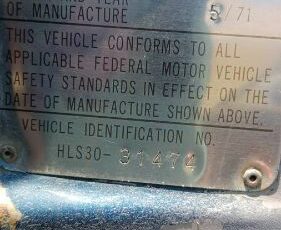 OF MANUFACTURE 5/71
THIS VEHICLE CONFORMS TO ALL
APPLICABLE FEDERAL MOTOR VEHICLE
SAFETY STANDARDS IN EFFECT ON THE
DATE OF MANUFACTURE SHOWN ABOVE.
VEHICLE IDENTIFICATION NO.
HLS30-31474